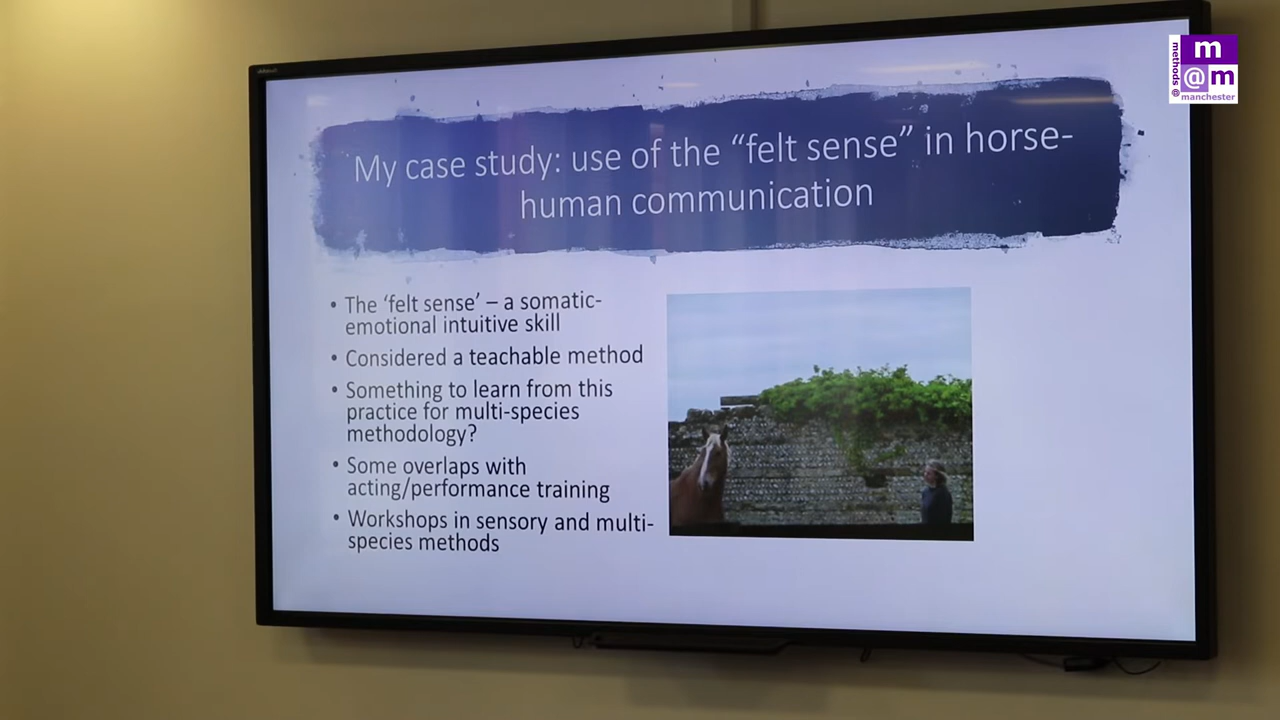 My case study: use of the “felt sense” in horse-
human communication
• The ‘felt sense’ – a somatic-
emotional intuitive skill
• Considered a teachable method
• Something to learn from this
practice for multi-species
methodology?
• Some overlaps with
acting/performance training
• Workshops in sensory and multi-
species methods
m
@m
methods @
manchester